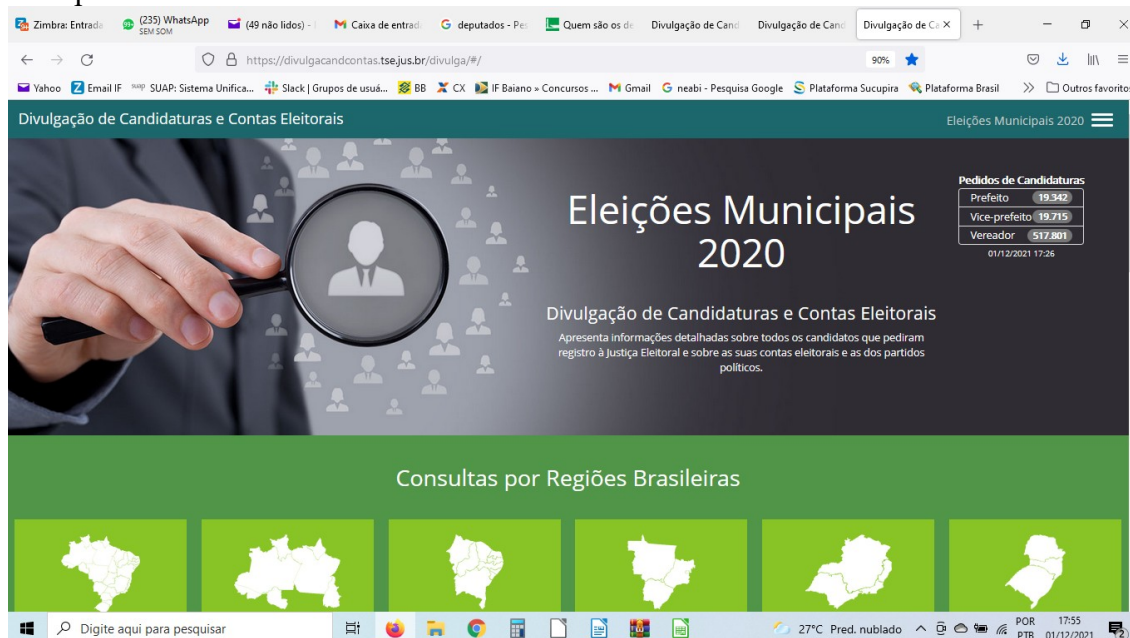 Zimbra: Entrada
(235) WhatsApp
SEM SOM
(49 não lidos) -
Caixa de entrad
deputados - Pes
Quem são os de
Divulgação de Cand
Divulgação de Cand
Divulgação de Ca
https://divulgacandcontas.tse.jus.br/divulga/#/
90%
Yahoo
Email IF
SUAP: Sistema Unifica...
Slack | Grupos de usuá...
BB
CX
IF Baiano » Concursos ...
Gmail
neabi - Pesquisa Google
Plataforma Sucupira
Plataforma Brasil
Outros favorito
Divulgação de Candidaturas e Contas Eleitorais
Eleições Municipais 2020
Eleições Municipais
2020
Pedidos de Candidaturas
Prefeito 19.342
Vice-prefeito 19.715
Vereador 517.801
01/12/2021 17:26
Divulgação de Candidaturas e Contas Eleitorais
Apresenta informações detalhadas sobre todos os candidatos que pediram
registro à Justiça Eleitoral e sobre as suas contas eleitorais e as dos partidos
políticos.
Consultas por Regiões Brasileiras
Digite aqui para pesquisar
27°C Pred. nublado
POR
PTB
17:55
01/12/2021